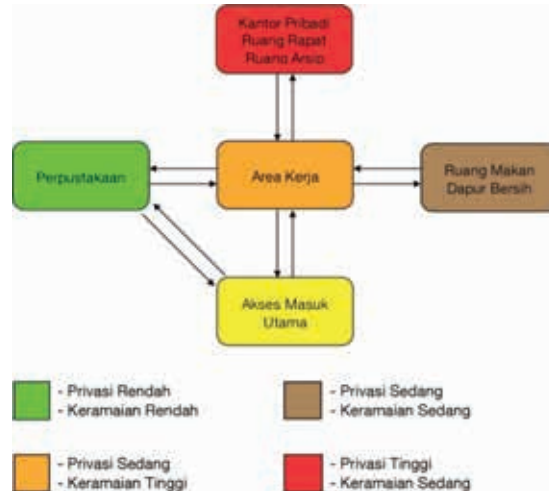 Kantor Pribadi
Ruang Rapat
Ruang Arsip
Perpustakaan
Area Kerja
Ruang Makan
Dapur Bersih
Akses Masuk
Utama
- Privasi Rendah
- Keramaian Rendah
- Privasi Sedang
- Keramaian Sedang
- Privasi Sedang
- Keramaian Tinggi
- Privasi Tinggi
- Keramaian Sedang